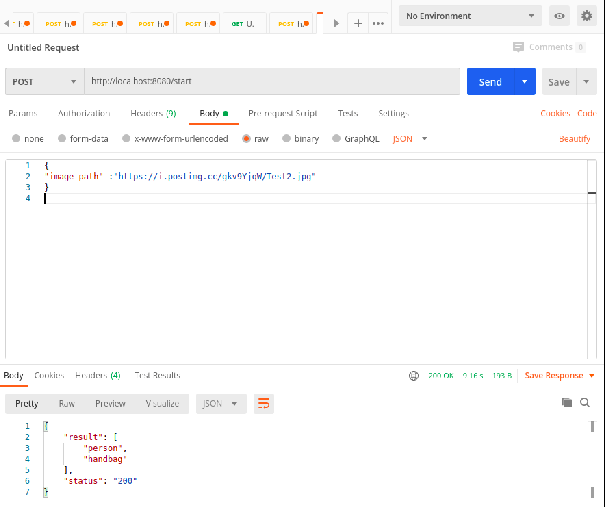 POST h. POST h. POST h. POST h. GET U. POST h. + ••• No Environment
Untitled Request
Comments 0
POST http://localhost:8080/start Send Save
Params Authorization Headers (9) Body Pre-request Script Tests Settings Cookies Code
none form-data x-www-form-urlencoded raw binary GraphQL JSON Beautify
1 {
2 "image_path" :"https://i.postimg.cc/gkv9YjqW/Test2.jpg"
3 }
4
Body Cookies Headers (4) Test Results 200 OK 9.16 s 193 B Save Response
Pretty Raw Preview Visualize JSON
1 {
2 "result": [
3 "person",
4 "handbag"
5 ],
6 "status": "200"
7 }